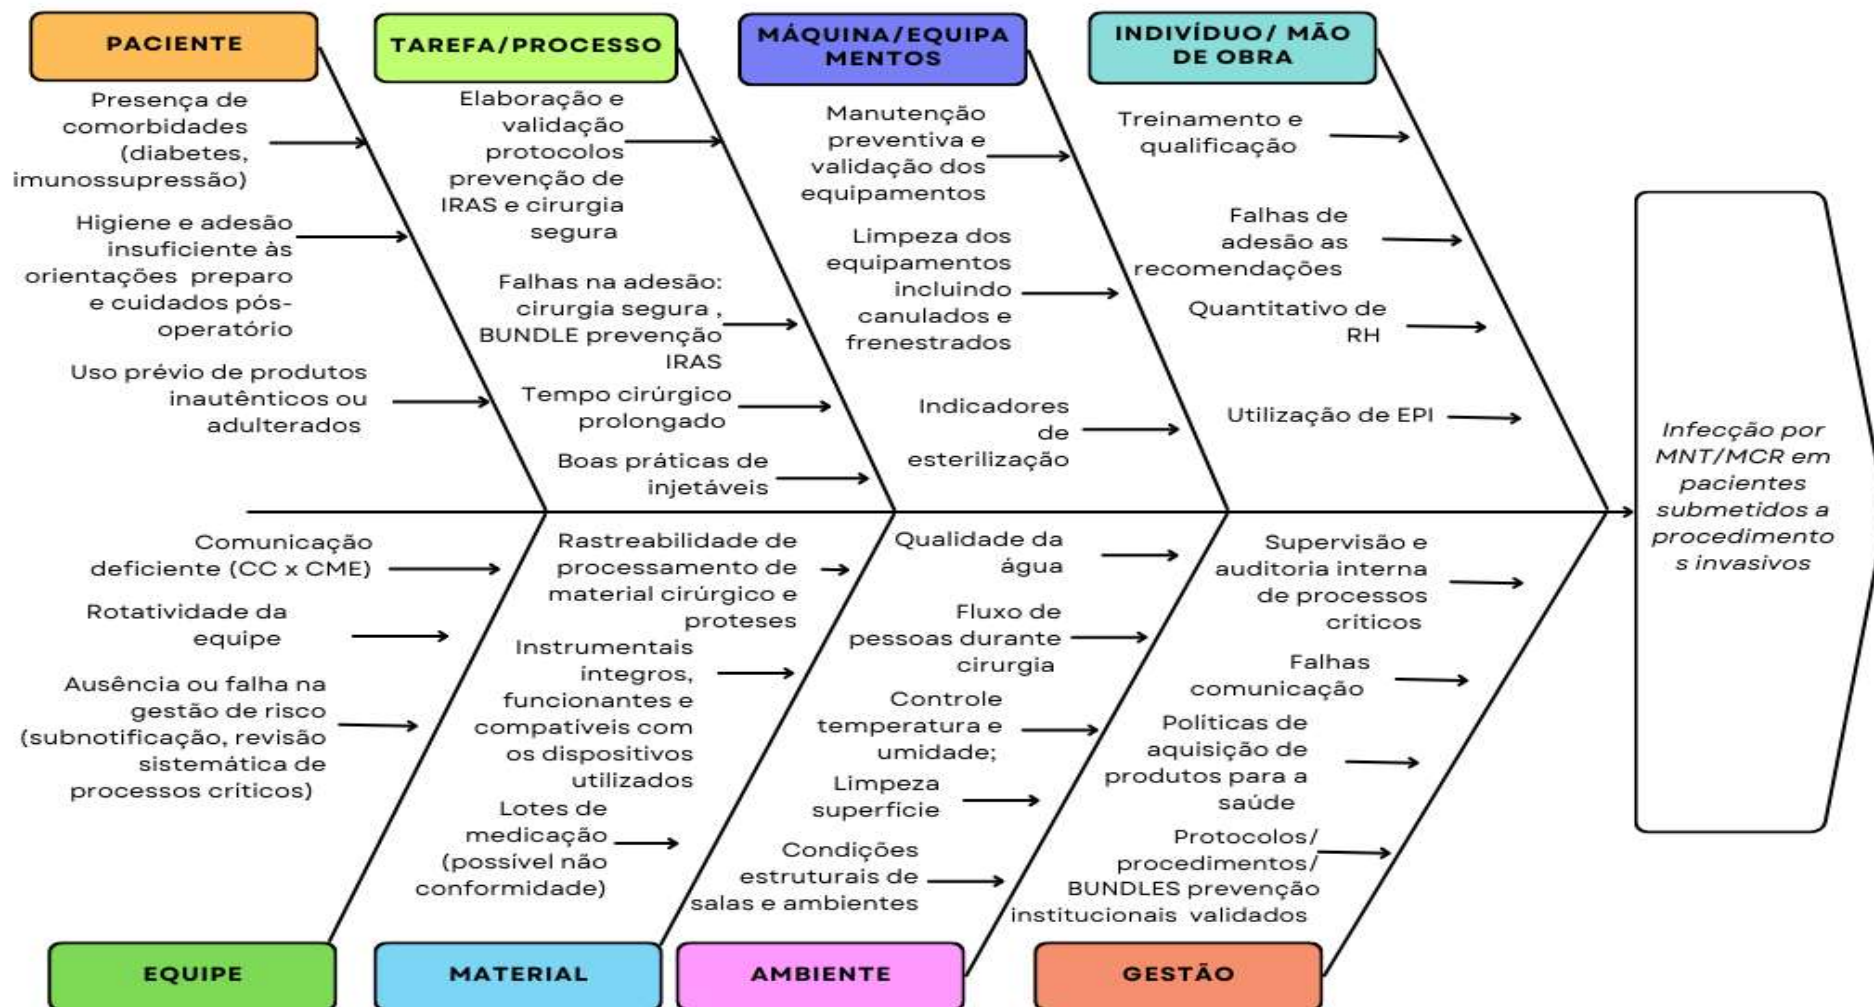 PACIENTE
Presença de
comorbidades
(diabetes,
imunossupressão)
Higiene e adesão
insuficiente às
orientações preparo
e cuidados pós-
operatório
Uso prévio de produtos
inautênticos ou
adulterados
TAREFA/PROCESSO
Elaboração e
validação
protocolos
prevenção de
IRAS e cirurgia
segura
Falhas na adesão:
cirurgia segura ,
BUNDLE prevenção
IRAS
Tempo cirúrgico
prolongado
Boas práticas de
injetáveis
MÁQUINA/EQUIPA
MENTOS
Manutenção
preventiva e
validação dos
equipamentos
Limpeza dos
equipamentos
incluindo
canulados e
frenestrados
Indicadores
de
esterilização
INDIVÍDUO/ MÃO
DE OBRA
Treinamento e
qualificação
Falhas de
adesão as
recomendações
Quantitativo de
RH
Utilização de EPI
Infecção por
MNT/MCR em
pacientes
submetidos a
procedimento
s invasivos
Comunicação
deficiente (CC x CME)
Rotatividade da
equipe
Ausência ou falha na
gestão de risco
(subnotificação, revisão
sistemática de
processos críticos)
EQUIPE
Rastreabilidade de
processamento de
material cirúrgico e
proteses
Instrumentais
íntegros,
funcionantes e
compatíveis com
os dispositivos
utilizados
Lotes de
medicação
(possível não
conformidade)
MATERIAL
Qualidade da
água
Fluxo de
pessoas durante
cirurgia
Controle
temperatura e
umidade;
Limpeza
superfície
Condições
estruturais de
salas e ambientes
AMBIENTE
Supervisão e
auditoria interna
de processos
críticos
Falhas
comunicação
Políticas de
aquisição de
produtos para a
saúde
Protocolos/
procedimentos/
BUNDLES prevenção
institucionais validados
GESTÃO